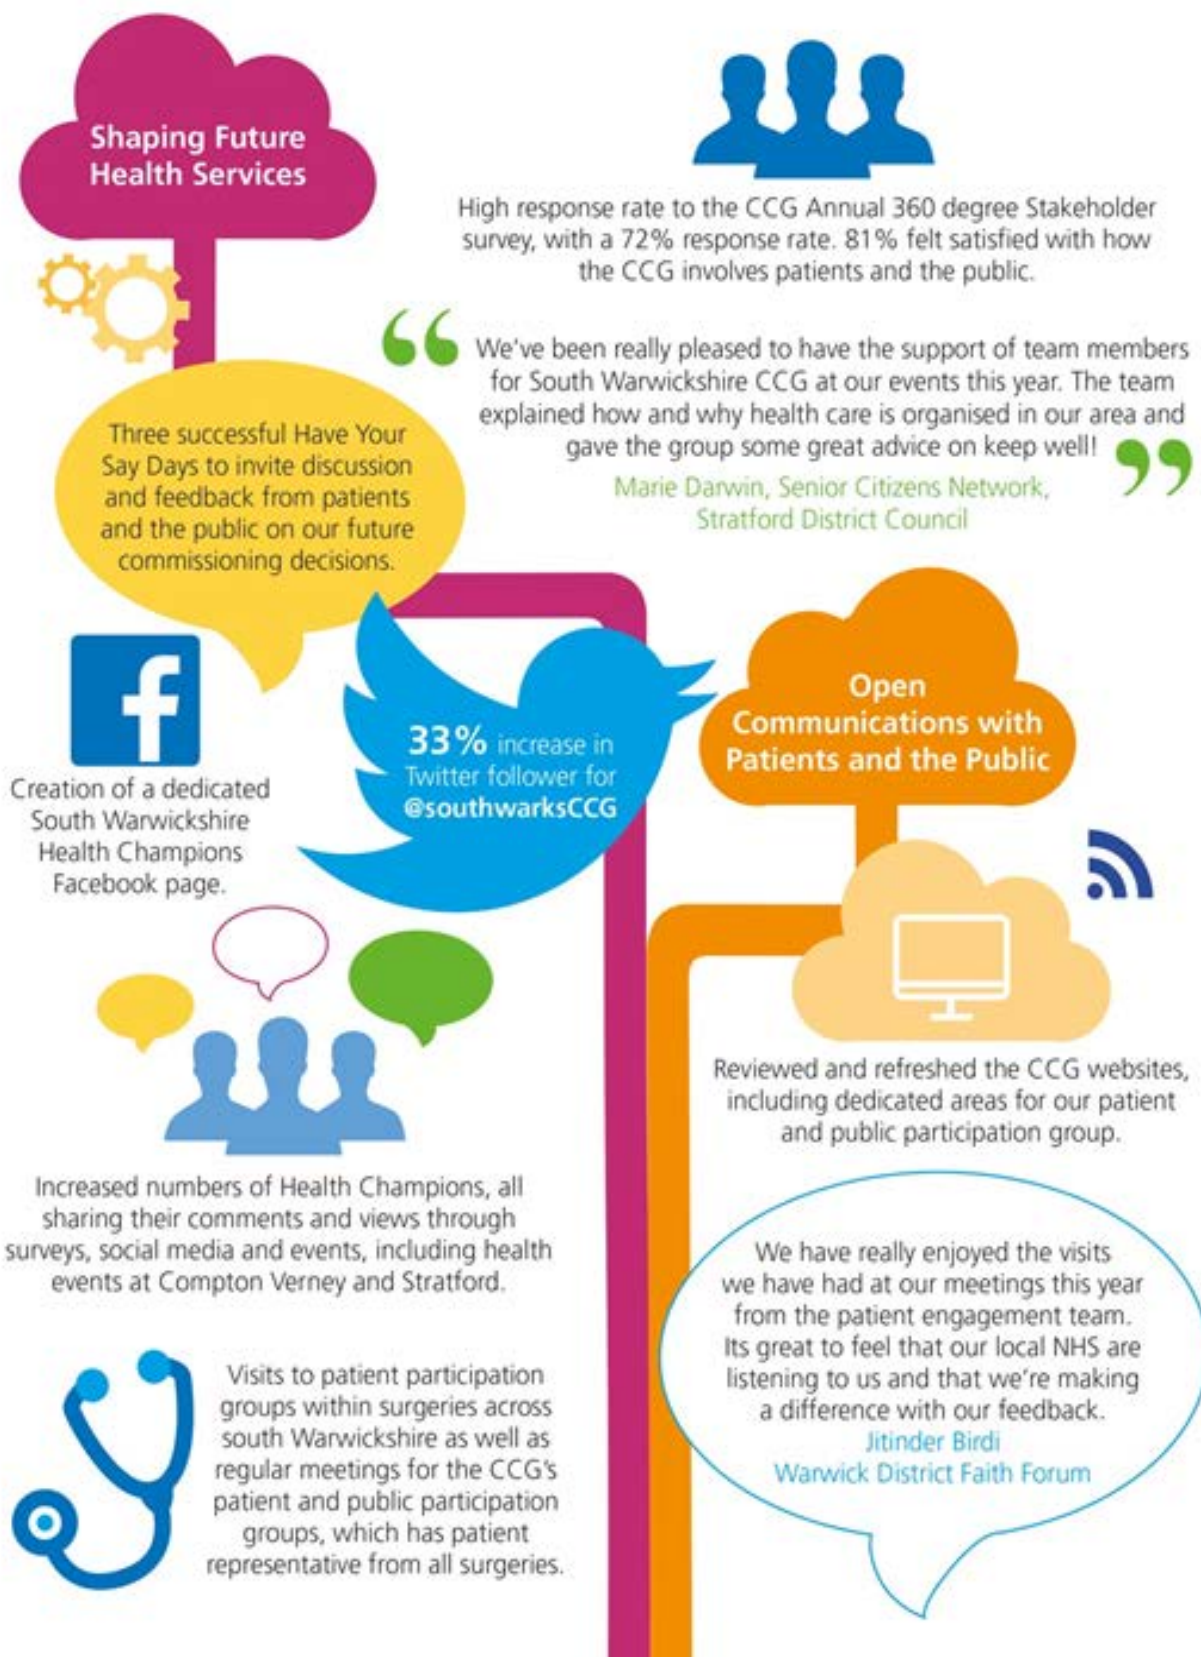 Shaping Future
Health Services
High response rate to the CCG Annual 360 degree Stakeholder
survey, with a 72% response rate. 81% felt satisfied with how
the CCG involves patients and the public.
“
We've been really pleased to have the support of team members
for South Warwickshire CCG at our events this year. The team
explained how and why health care is organised in our area and
gave the group some great advice on keep well!
”
Marie Darwin, Senior Citizens Network,
Stratford District Council
Three successful Have Your
Say Days to invite discussion
and feedback from patients
and the public on our future
commissioning decisions.
f
Creation of a dedicated
South Warwickshire
Health Champions
Facebook page.
33% increase in
Twitter follower for
@southwarksCCG
Open
Communications with
Patients and the Public
Reviewed and refreshed the CCG websites,
including dedicated areas for our patient
and public participation group.
Increased numbers of Health Champions, all
sharing their comments and views through
surveys, social media and events, including health
events at Compton Verney and Stratford.
We have really enjoyed the visits
we have had at our meetings this year
from the patient engagement team.
Its great to feel that our local NHS are
listening to us and that we're making
a difference with our feedback.
Jitinder Birdi
Warwick District Faith Forum
Visits to patient participation
groups within surgeries across
south Warwickshire as well as
regular meetings for the CCG's
patient and public participation
groups, which has patient
representative from all surgeries.